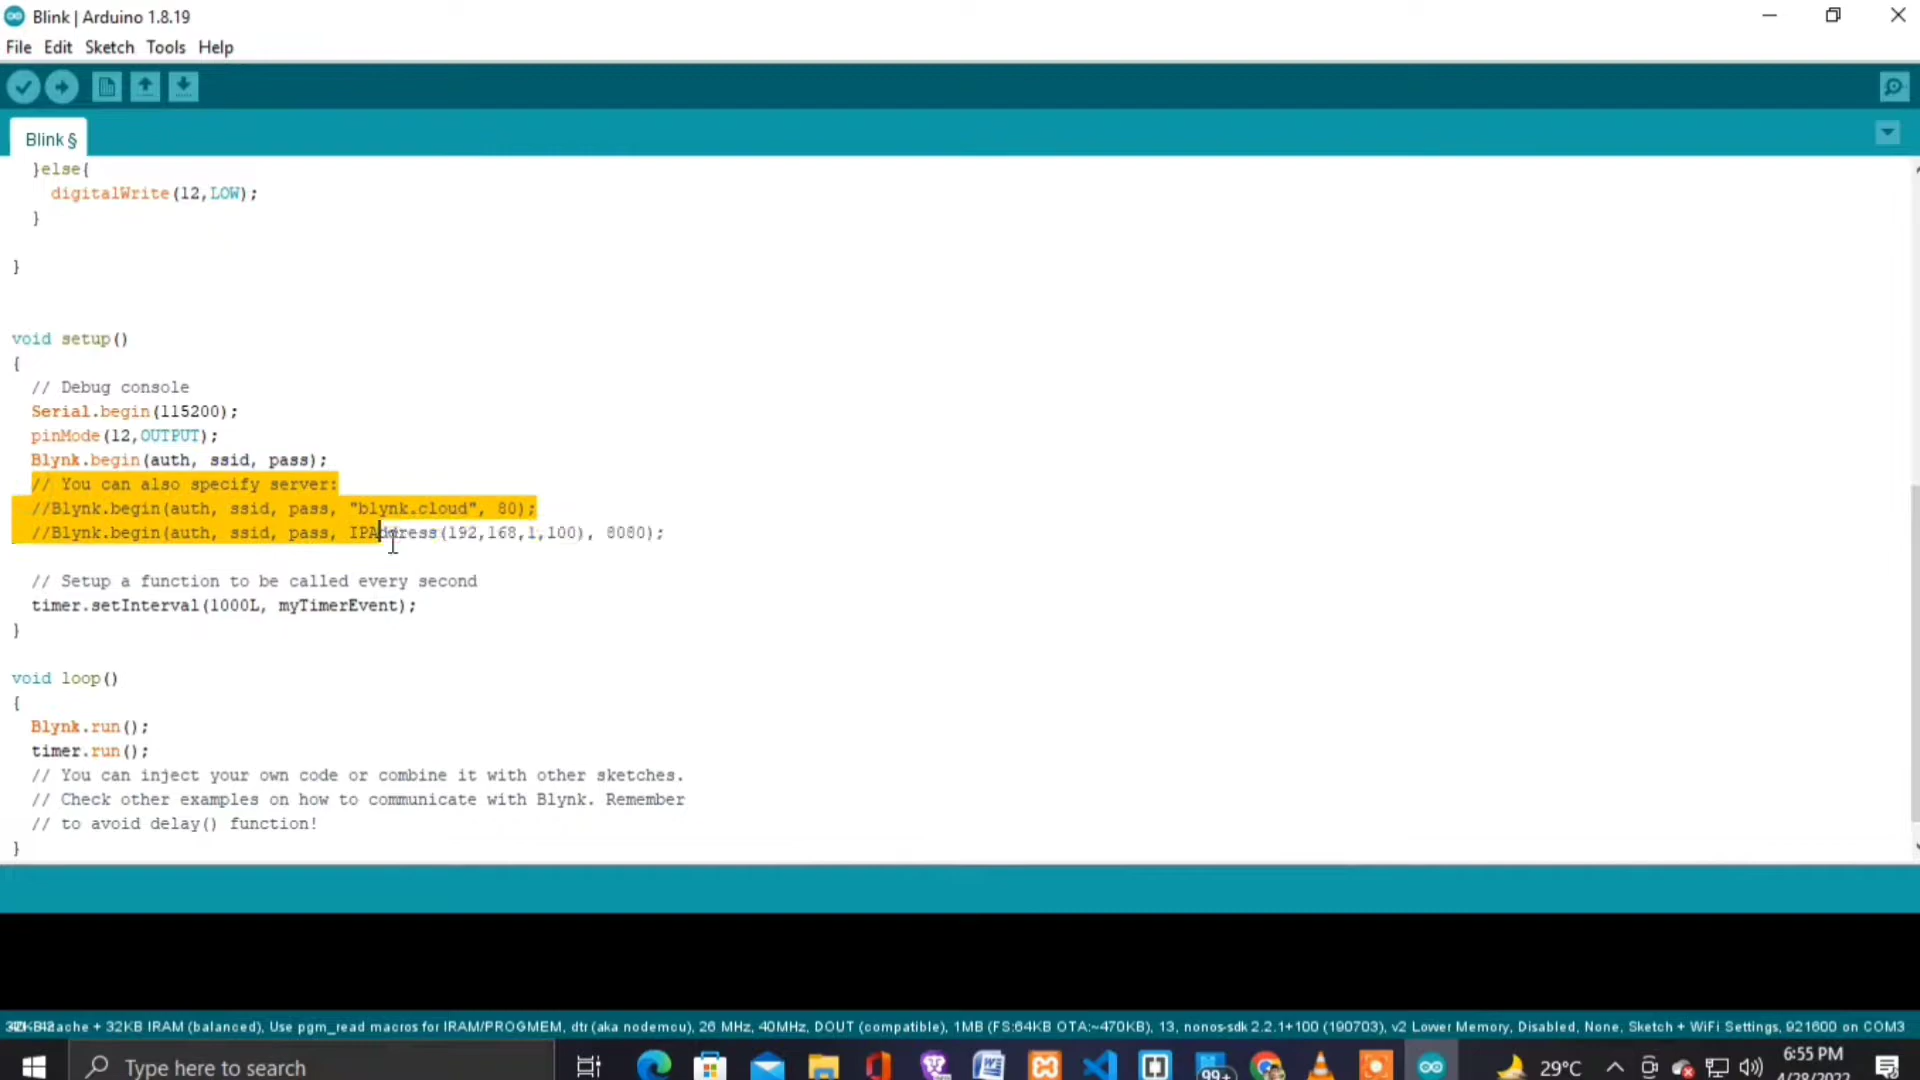 Blink | Arduino 1.8.19
File Edit Sketch Tools Help
Blink §
}else{
digitalWrite(12,LOW);
}
}
void setup()
{
// Debug console
Serial.begin(115200);
pinMode(12,OUTPUT);
Blynk.begin(auth, ssid, pass);
// You can also specify server:
//Blynk.begin(auth, ssid, pass, "blynk.cloud", 80);
//Blynk.begin(auth, ssid, pass, IPAddress(192,168,1,100), 8080);
// Setup a function to be called every second
timer.setInterval(1000L, myTimerEvent);
}
void loop()
{
Blynk.run();
timer.run();
// You can inject your own code or combine it with other sketches.
// Check other examples on how to communicate with Blynk. Remember
// to avoid delay() function!
}
+ 32KB IRAM (balanced), Use pgm_read macros for IRAM/PROGMEM, dtr (aka nodemcu), 26 MHz, 40MHz, DOUT (compatible), 1MB (FS:64KB OTA:~470KB), 13, nonos-sdk 2.2.1+100 (190703), v2 Lower Memory, Disabled, None, Sketch + WiFi Settings, 921600 on COM3
Type here to search
99+
29°C
6:55 PM
4/28/2022